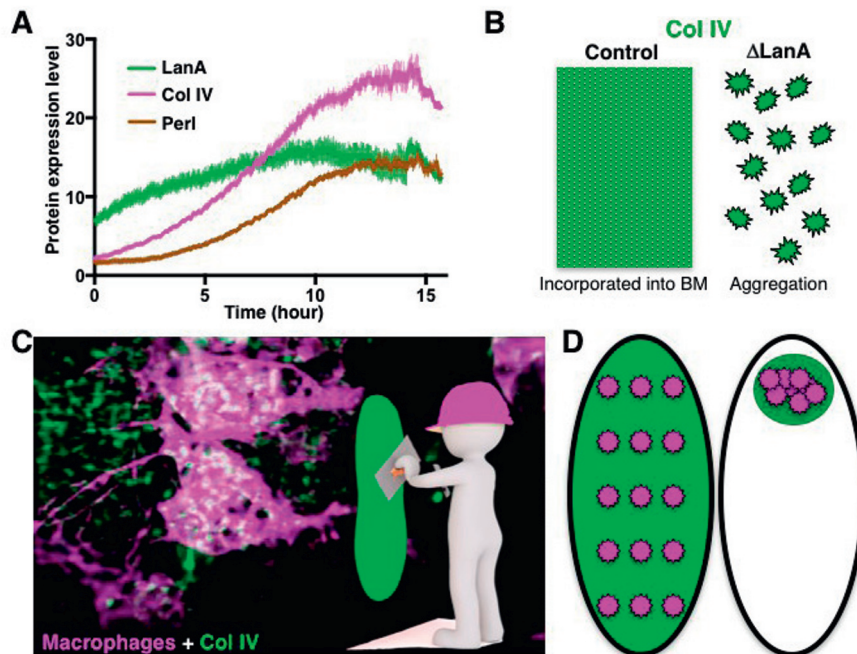 A
30
20
10
0
Protein expression level
LanA
Col IV
Perl
0 5 10 15
Time (hour)
B
Col IV
Control ΔLanA
Incorporated into BM Aggregation
C
Macrophages + Col IV
D